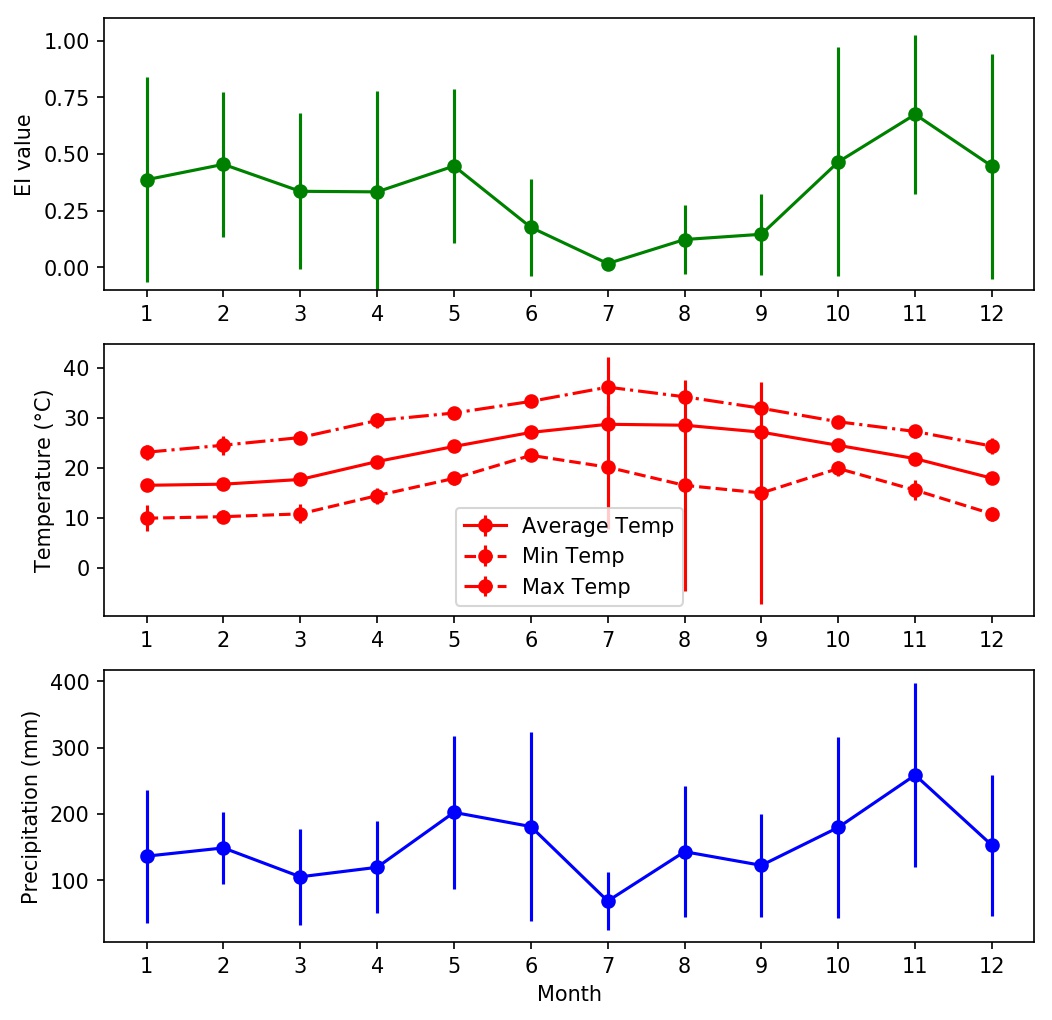 EI value
1.00
0.75
0.50
0.25
0.00
1 2 3 4 5 6 7 8 9 10 11 12
Temperature (°C)
40
30
20
10
0
Average Temp
Min Temp
Max Temp
1 2 3 4 5 6 7 8 9 10 11 12
Precipitation (mm)
400
300
200
100
1 2 3 4 5 6 7 8 9 10 11 12
Month